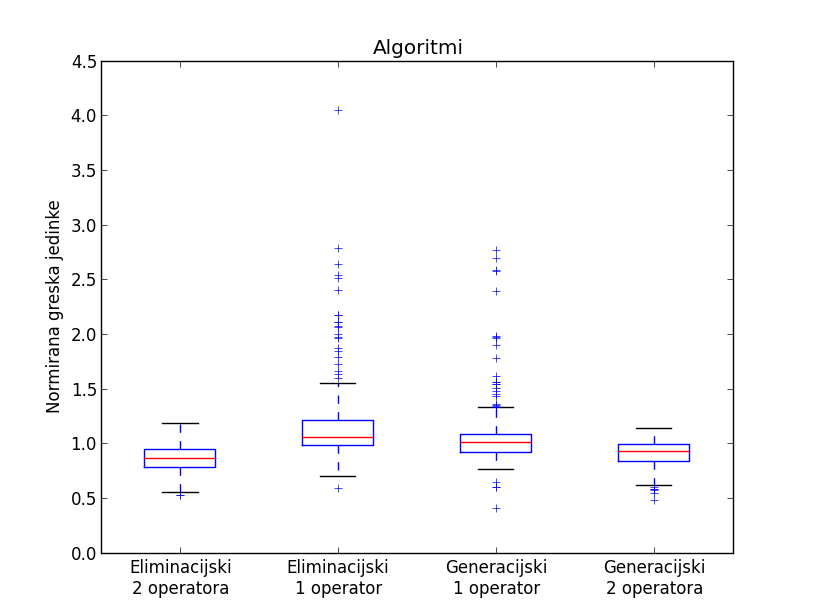 Algoritmi
Normirana greska jedinke
4.5
4.0
3.5
3.0
2.5
2.0
1.5
1.0
0.5
0.0
Eliminacijski
2 operatora
Eliminacijski
1 operator
Generacijski
1 operator
Generacijski
2 operatora